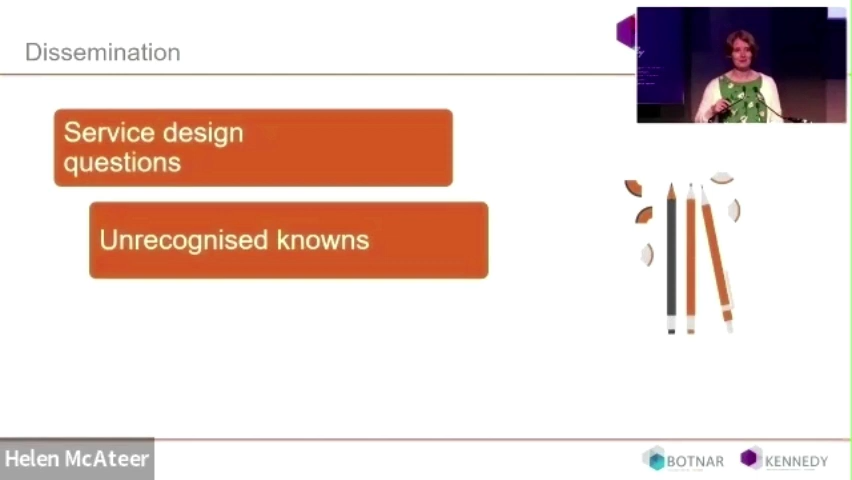 Dissemination
Service design
questions
Unrecognised knowns
Helen McAteer
BOTNAR
KENNEDY